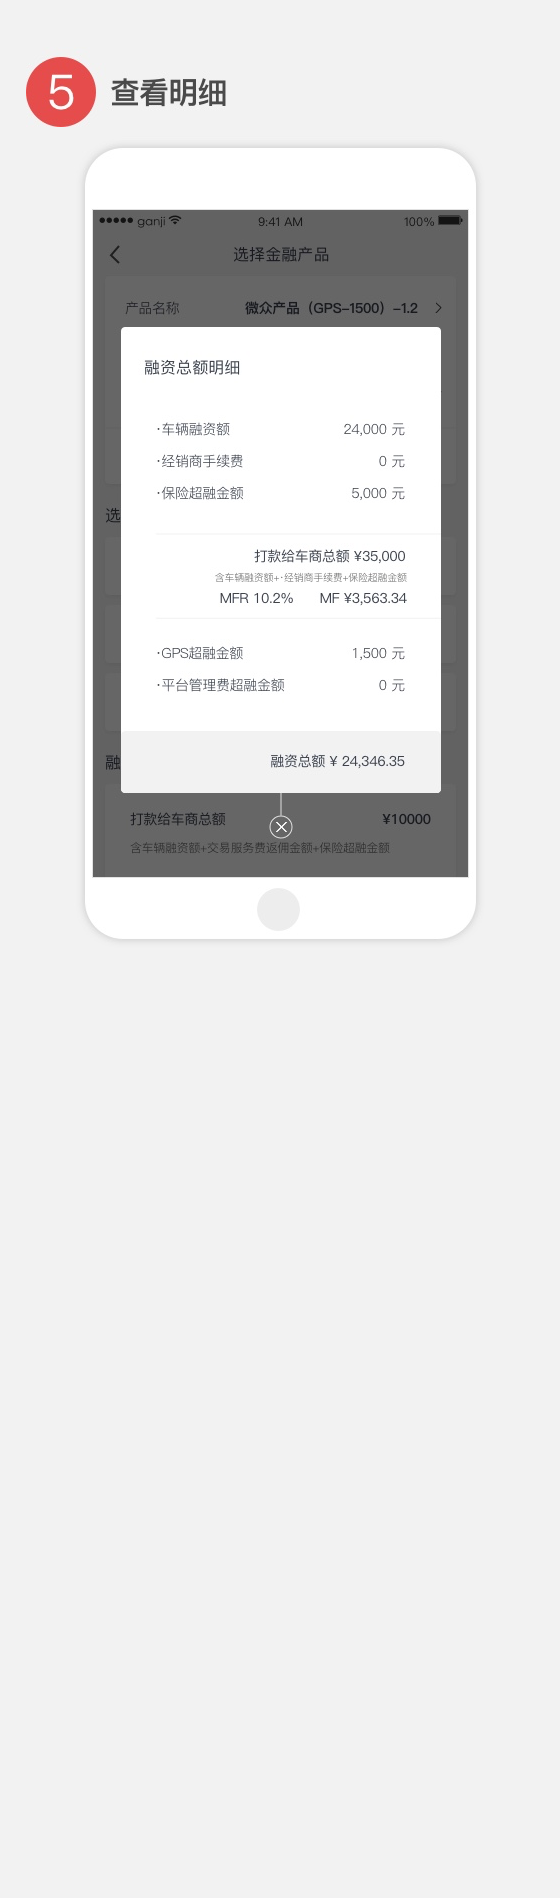 5 查看明细
ganji 9:41 AM 100%
选择金融产品
产品名称 微众产品（GPS-1500）-1.2
融资总额明细
·车辆融资额 24,000 元
·经销商手续费 0 元
·保险超融金额 5,000 元
选
打款给车商总额 ¥35,000
含车辆融资额+·经销商手续费+保险超融金额
MFR 10.2% MF ¥3,563.34
·GPS超融金额 1,500 元
·平台管理费超融金额 0 元
融
融资总额 ¥ 24,346.35
打款给车商总额 ¥10000
含车辆融资额+交易服务费返佣金额+保险超融金额